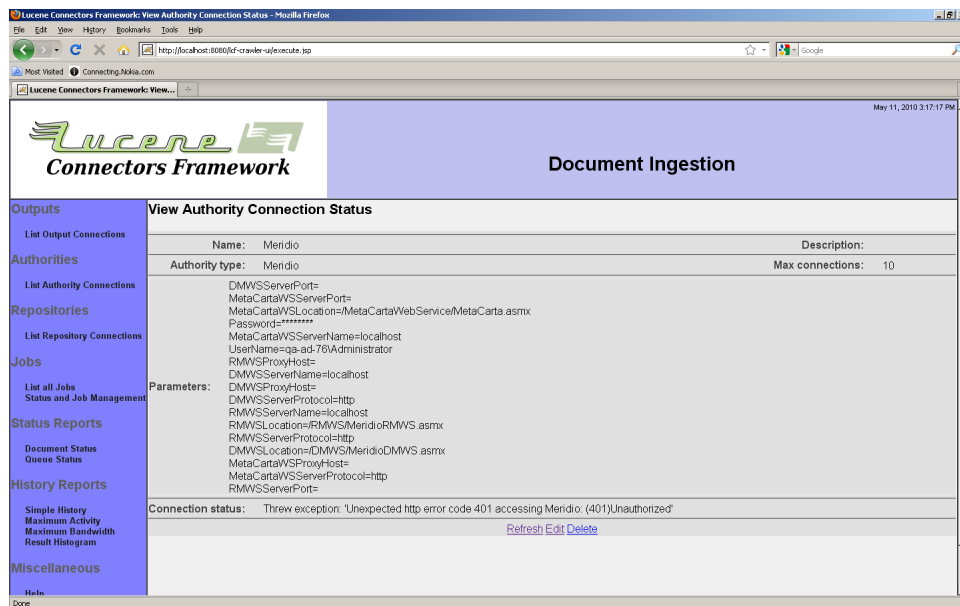 Lucene Connectors Framework: View Authority Connection Status - Mozilla Firefox
File Edit View History Bookmarks Tools Help
http://localhost:8080/lcf-crawler-ui/execute.jsp
Google
Most Visited Connecting.Nokia.com
Lucene Connectors Framework: View...
May 11, 2010 3:17:17 PM
Lucene
Connectors Framework
Document Ingestion
Outputs
List Output Connections
Authorities
List Authority Connections
Repositories
List Repository Connections
Jobs
List all Jobs
Status and Job Management
Status Reports
Document Status
Queue Status
History Reports
Simple History
Maximum Activity
Maximum Bandwidth
Result Histogram
Miscellaneous
Help
View Authority Connection Status
Name: Meridio Description:
Authority type: Meridio Max connections: 10
Parameters:
DMWSServerPort=
MetaCartaWSServerPort=
MetaCartaWSLocation=/MetaCartaWebService/MetaCarta.asmx
Password=********
MetaCartaWSServerName=localhost
UserName=qa-ad-76\Administrator
RMWSProxyHost=
DMWSServerName=localhost
DMWSProxyHost=
DMWSServerProtocol=http
RMWSServerName=localhost
RMWSLocation=/RMWS/MeridioRMWS.asmx
RMWSServerProtocol=http
DMWSLocation=/DMWS/MeridioDMWS.asmx
MetaCartaWSProxyHost=
MetaCartaWSServerProtocol=http
RMWSServerPort=
Connection status: Threw exception: 'Unexpected http error code 401 accessing Meridio: (401)Unauthorized'
Refresh Edit Delete
Done